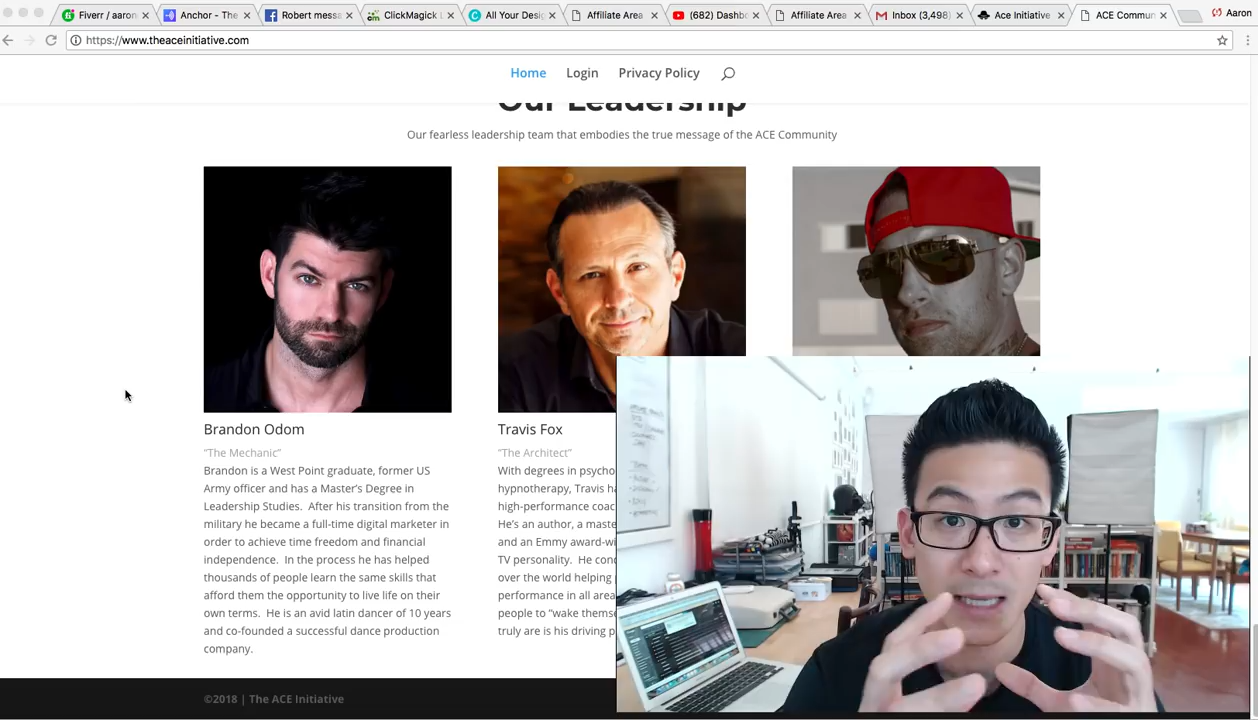 Fiverr / aaron
Anchor - The
Robert messa
ClickMagick L
All Your Desig
Affiliate Area
(682) Dashbo
Affiliate Area
Inbox (3,498)
Ace Initiative
ACE Commun
Aaron
https://www.theaceinitiative.com
Home
Login
Privacy Policy
Our Leadership
Our fearless leadership team that embodies the true message of the ACE Community
Brandon Odom
"The Mechanic"
Brandon is a West Point graduate, former US
Army officer and has a Master's Degree in
Leadership Studies. After his transition from the
military he became a full-time digital marketer in
order to achieve time freedom and financial
independence. In the process he has helped
thousands of people learn the same skills that
afford them the opportunity to live life on their
own terms. He is an avid latin dancer of 10 years
and co-founded a successful dance production
company.
Travis Fox
"The Architect"
With degrees in psycho
hypnotherapy, Travis ha
high-performance coac
He's an author, a maste
and an Emmy award-wi
TV personality. He conc
over the world helping
performance in all area
people to "wake themse
truly are is his driving p
©2018 | The ACE Initiative